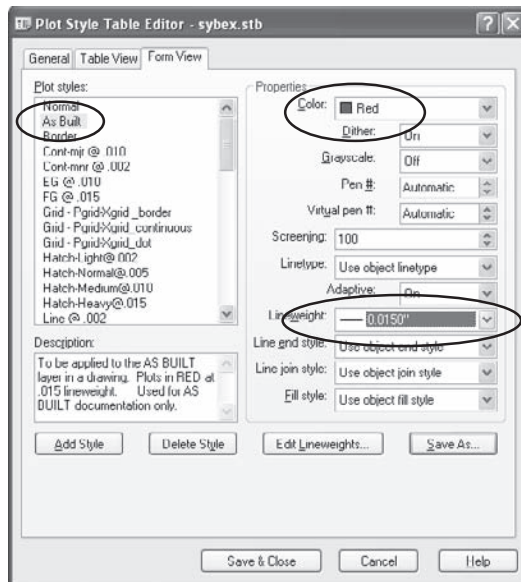 Plot Style Table Editor - sybex.stb
General Table View Form View
Plot styles:
Normal
As Built
Border
Cont-mjr @ .010
Cont-mnr @ .002
EG @ .010
FG @ .015
Grid - Pgrid-Xgrid_border
Grid - Pgrid-Xgrid_continuous
Grid - Pgrid-Xgrid_dot
Hatch-Light@.002
Hatch-Normal@.005
Hatch-Medium@.010
Hatch-Heavy@.015
Line @ .002
Description:
To be applied to the AS BUILT
layer in a drawing. Plots in RED at
.015 lineweight. Used for AS
BUILT documentation only.
Add Style Delete Style
Properties
Color: Red
Dither: On
Grayscale: Off
Pen #: Automatic
Virtual pen #: Automatic
Screening: 100
Linetype: Use object linetype
Adaptive: On
Lineweight: 0.0150"
Line end style: Use object end style
Line join style: Use object join style
Fill style: Use object fill style
Edit Lineweights... Save As...
Save & Close Cancel Help